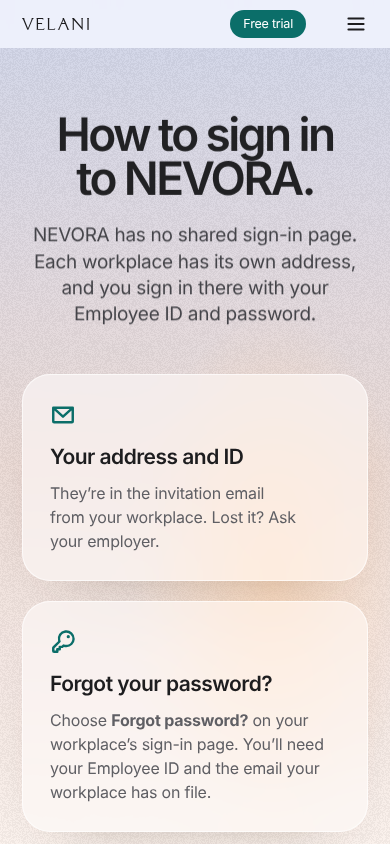 VELANI
Free trial
How to sign in
to NEVORA.
NEVORA has no shared sign-in page.
Each workplace has its own address,
and you sign in there with your
Employee ID and password.
Your address and ID
They’re in the invitation email
from your workplace. Lost it? Ask
your employer.
Forgot your password?
Choose Forgot password? on your
workplace’s sign-in page. You’ll need
your Employee ID and the email your
workplace has on file.